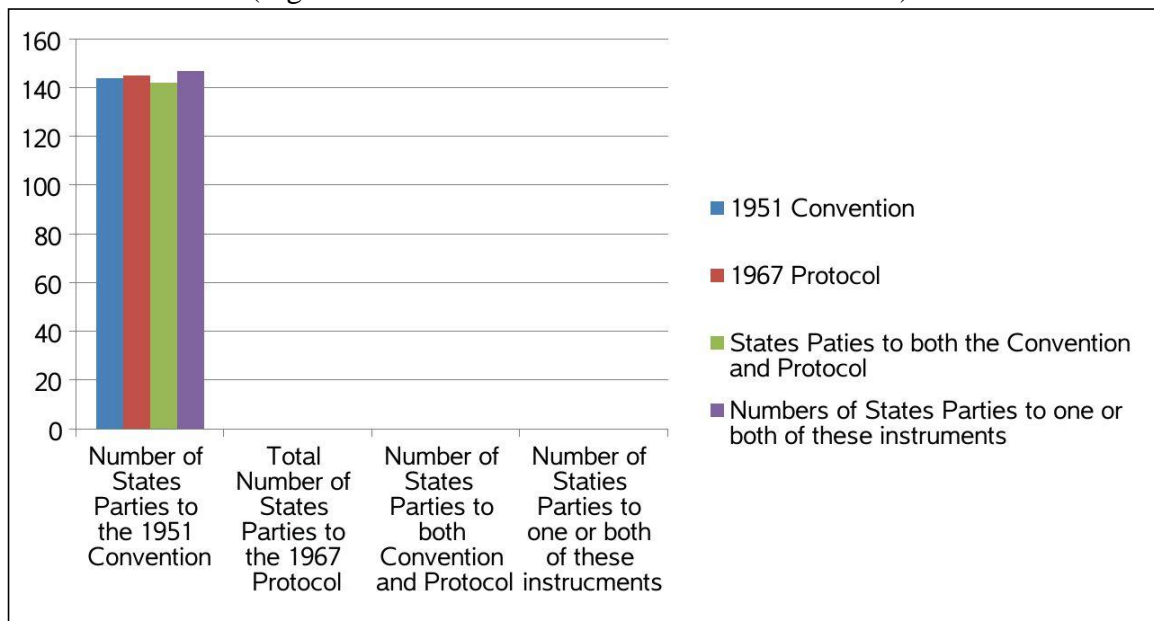 160
140
120
100
80
60
40
20
0
Number of
States
Parties to
the 1951
Convention
Total
Number of
States
Parties to
the 1967
Protocol
Number of
States
Parties to
both
Convention
and Protocol
Number of
Staties
Parties to
one or both
of these
instrucments
1951 Convention
1967 Protocol
States Paties to both the Convention
and Protocol
Numbers of States Parties to one or
both of these instruments